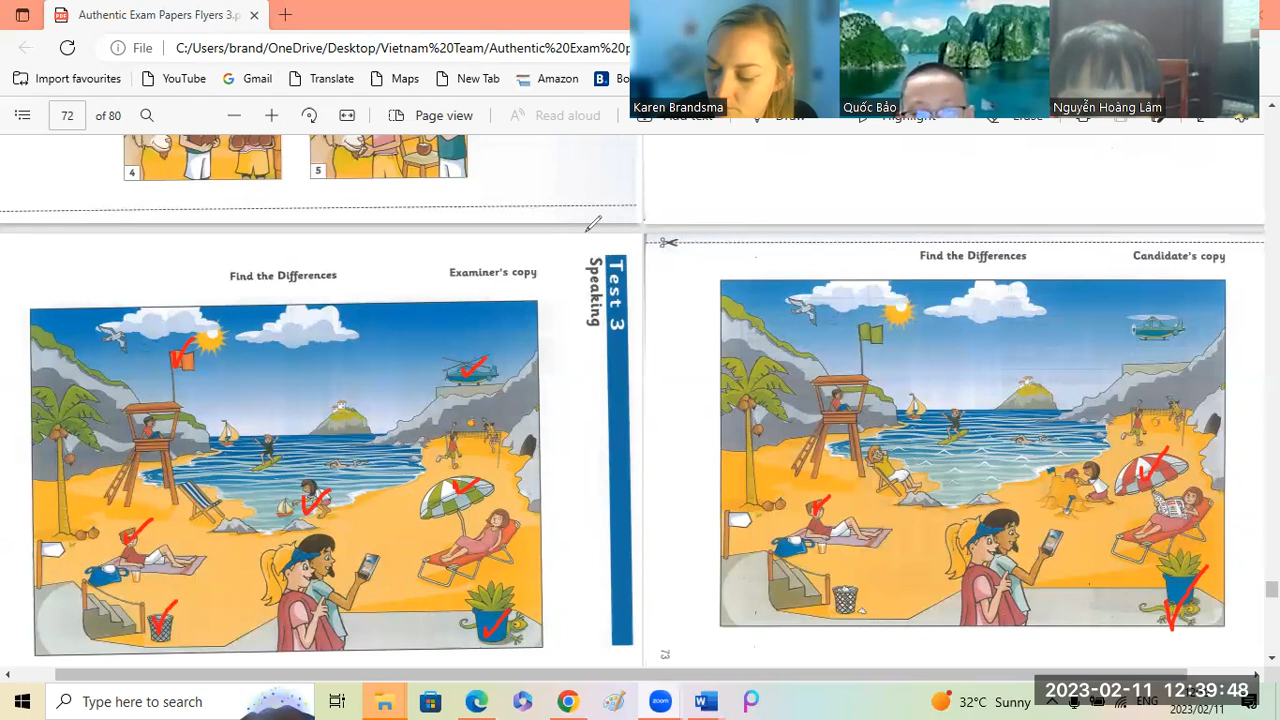 Authentic Exam Papers Flyers 3.p
File
C:/Users/brand/OneDrive/Desktop/Vietnam%20Team/Authentic%20Exam%20p
Import favourites
YouTube
Gmail
Translate
Maps
New Tab
Amazon
B.
Bo
72
of 80
Page view
Read aloud
Karen Brandsma
Quốc Bảo
Nguyễn Hoàng Lâm
4
5
Find the Differences
Examiner's copy
Test 3
Speaking
Find the Differences
Candidate's copy
73
Type here to search
zoom
32°C Sunny
ENG
2023-02-11 12:39:48
2023/02/11